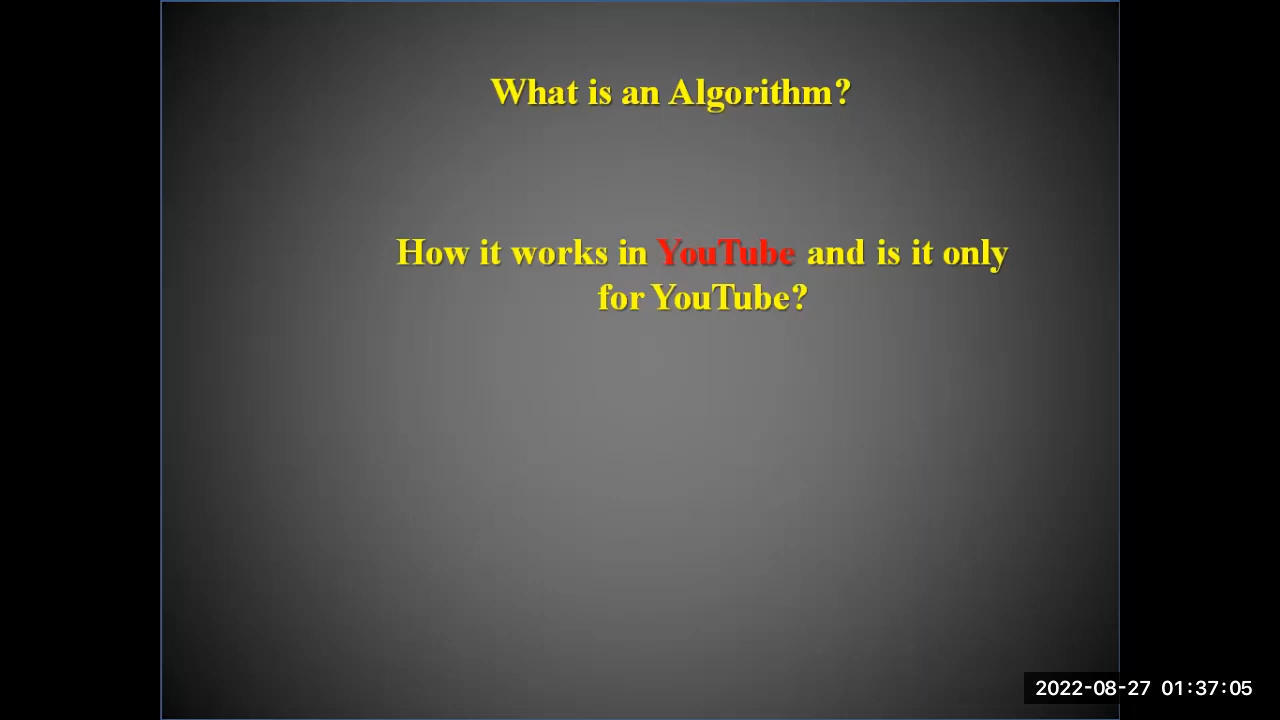 What is an Algorithm?
How it works in YouTube and is it only
for YouTube?
2022-08-27 01:37:05